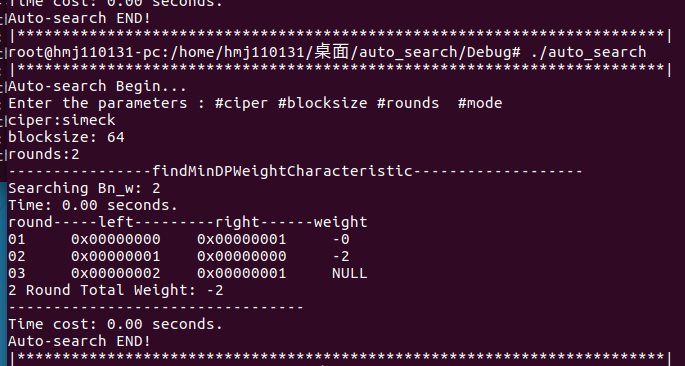 Time cost: 0.00 seconds.
Auto-search END!
|************************************************************************|
root@hmj110131-pc:/home/hmj110131/桌面/auto_search/Debug# ./auto_search
|************************************************************************|
Auto-search Begin...
Enter the parameters : #ciper #blocksize #rounds  #mode
ciper:simeck
blocksize: 64
rounds:2
----------------findMinDPWeightCharacteristic-------------------
Searching Bn_w: 2
Time: 0.00 seconds.
round-----left---------right------weight
01     0x00000000    0x00000001     -0
02     0x00000001    0x00000000     -2
03     0x00000002    0x00000001     NULL
2 Round Total Weight: -2
---------------------------------
Time cost: 0.00 seconds.
Auto-search END!
|************************************************************************|